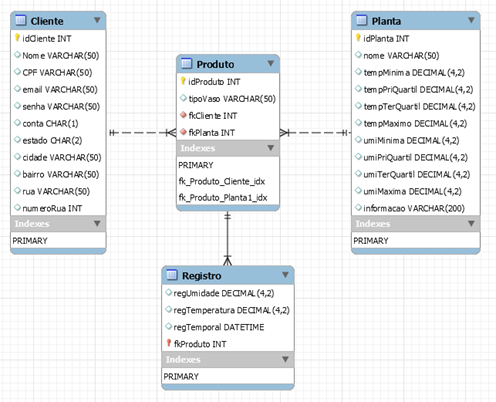 Cliente
idCliente INT
Nome VARCHAR(50)
CPF VARCHAR(50)
email VARCHAR(50)
senha VARCHAR(50)
conta CHAR(1)
estado CHAR(2)
cidade VARCHAR(50)
bairro VARCHAR(50)
rua VARCHAR(50)
numeroRua INT
Indexes
PRIMARY
Produto
idProduto INT
tipoVaso VARCHAR(50)
fkCliente INT
fkPlanta INT
Indexes
PRIMARY
fk_Produto_Cliente_idx
fk_Produto_Planta1_idx
Planta
idPlanta INT
nome VARCHAR(50)
tempMinima DECIMAL(4,2)
tempPriQuartil DECIMAL(4,2)
tempTerQuartil DECIMAL(4,2)
tempMaximo DECIMAL(4,2)
umiMinima DECIMAL(4,2)
umiPriQuartil DECIMAL(4,2)
umiTerQuartil DECIMAL(4,2)
umiMaxima DECIMAL(4,2)
informacao VARCHAR(200)
Indexes
PRIMARY
Registro
regUmidade DECIMAL(4,2)
regTemperatura DECIMAL(4,2)
regTemporal DATETIME
fkProduto INT
Indexes
PRIMARY